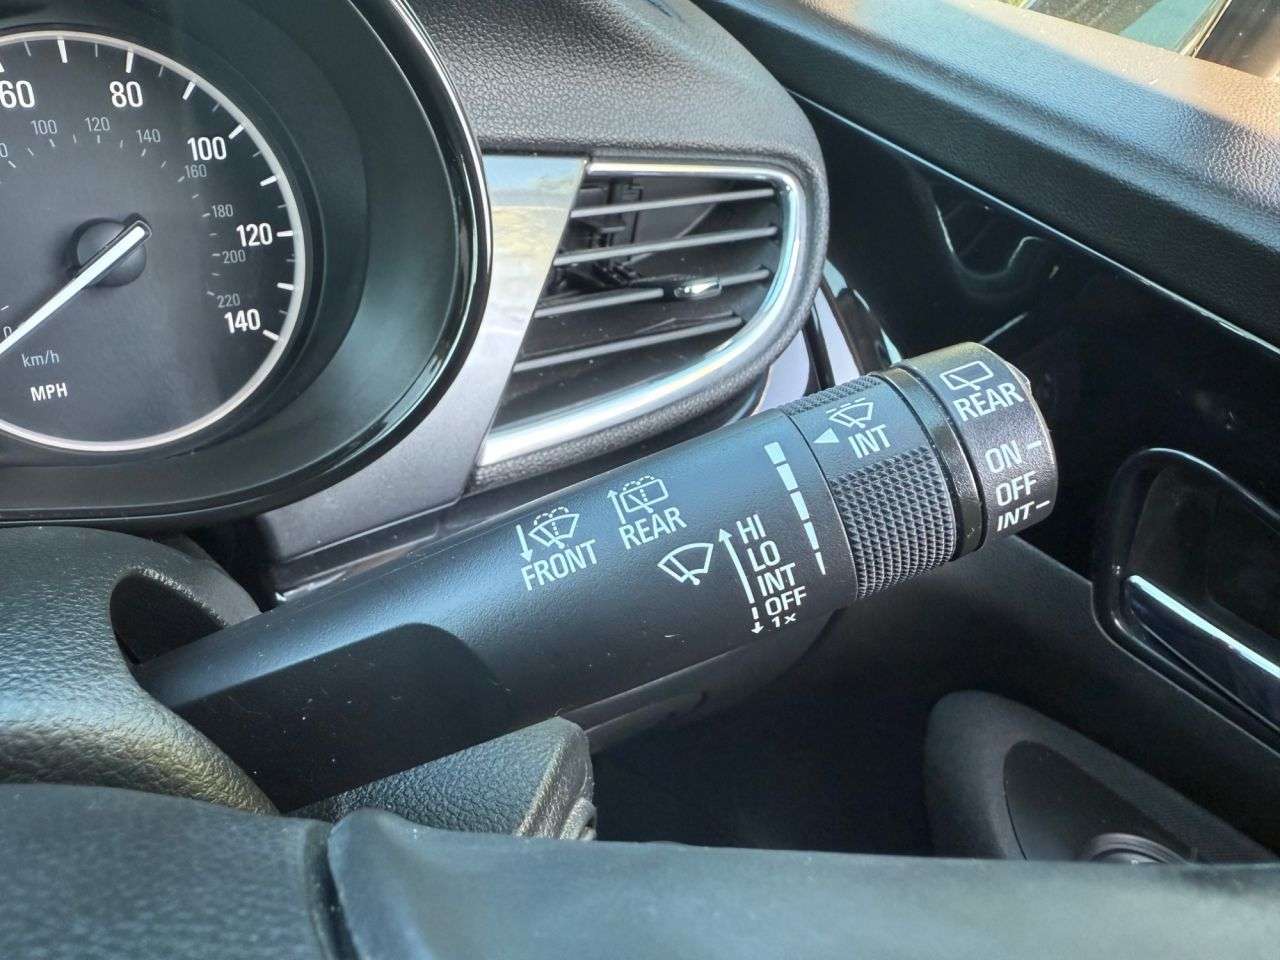 60
80
100
120
140
100
120
140
160
180
200
220
km/h
MPH
FRONT
REAR
HI
LO
INT
OFF
1x
INT
REAR
ON
OFF
INT